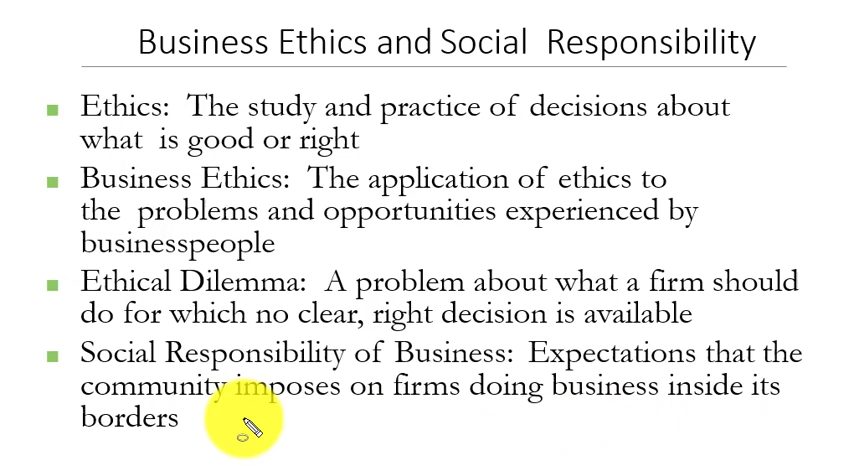 Business Ethics and Social Responsibility
Ethics: The study and practice of decisions about
what is good or right
Business Ethics: The application of ethics to
the problems and opportunities experienced by
businesspeople
Ethical Dilemma: A problem about what a firm should
do for which no clear, right decision is available
Social Responsibility of Business: Expectations that the
community imposes on firms doing business inside its
borders